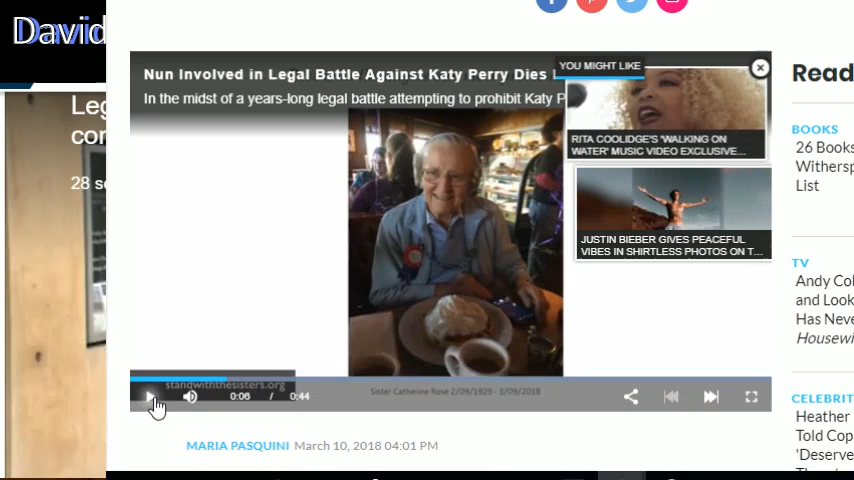 David
Leg
con
28 se
Nun Involved in Legal Battle Against Katy Perry Dies
In the midst of a years-long legal battle attempting to prohibit Katy P
YOU MIGHT LIKE
RITA COOLIDGE'S 'WALKING ON
WATER' MUSIC VIDEO EXCLUSIVE...
JUSTIN BIEBER GIVES PEACEFUL
VIBES IN SHIRTLESS PHOTOS ON T...
standwiththesisters.org
Sister Catherine Rose 2/09/1929 - 3/09/2018
0:06 / 0:44
MARIA PASQUINI March 10, 2018 04:01 PM
Read
BOOKS
26 Books
Withersp
List
TV
Andy Coh
and Look
Has Neve
Housewi
CELEBRIT
Heather
Told Cop
'Deserve